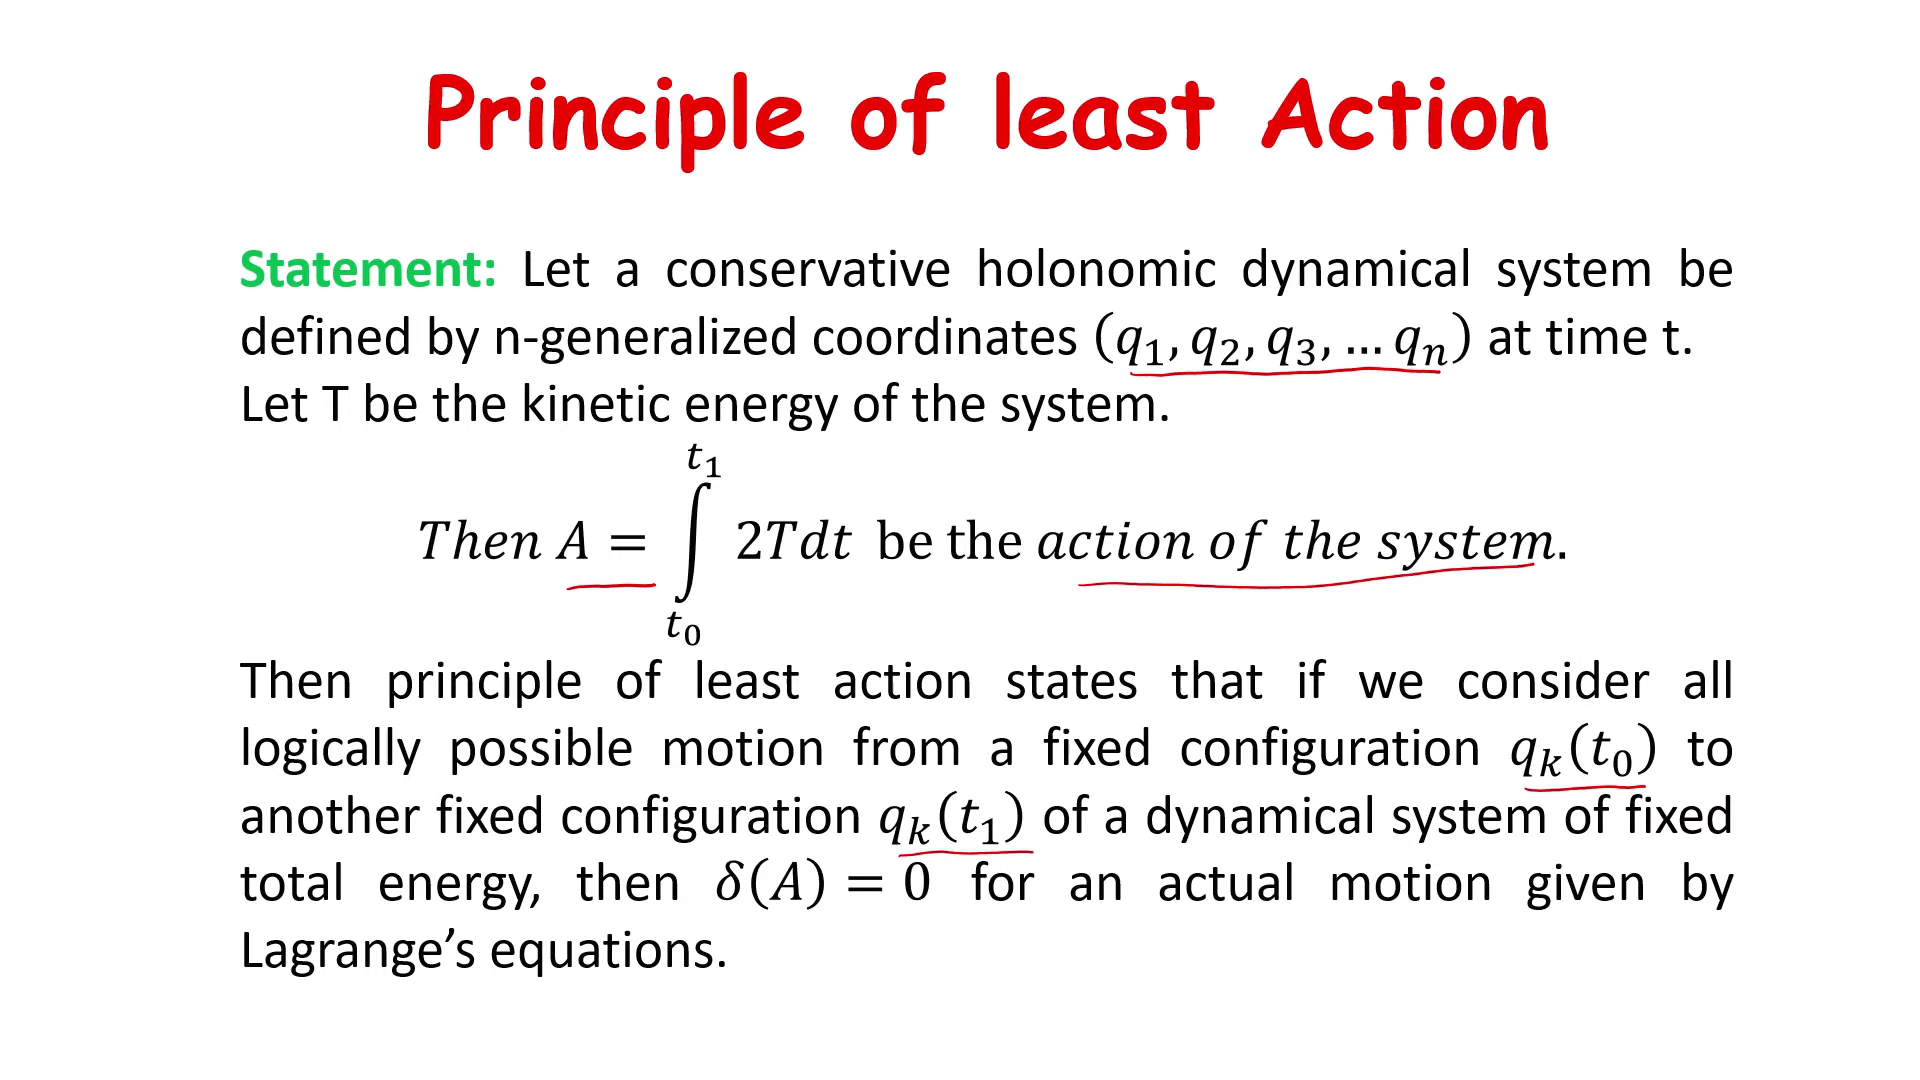 Principle of least Action
Statement: Let a conservative holonomic dynamical system be
defined by n-generalized coordinates (q₁, q₂, q₃, … qₙ) at time t.
Let T be the kinetic energy of the system.
Then A = ∫_{t₀}^{t₁} 2Tdt be the action of the system.
Then principle of least action states that if we consider all
logically possible motion from a fixed configuration qₖ(t₀) to
another fixed configuration qₖ(t₁) of a dynamical system of fixed
total energy, then δ(A) = 0 for an actual motion given by
Lagrange’s equations.